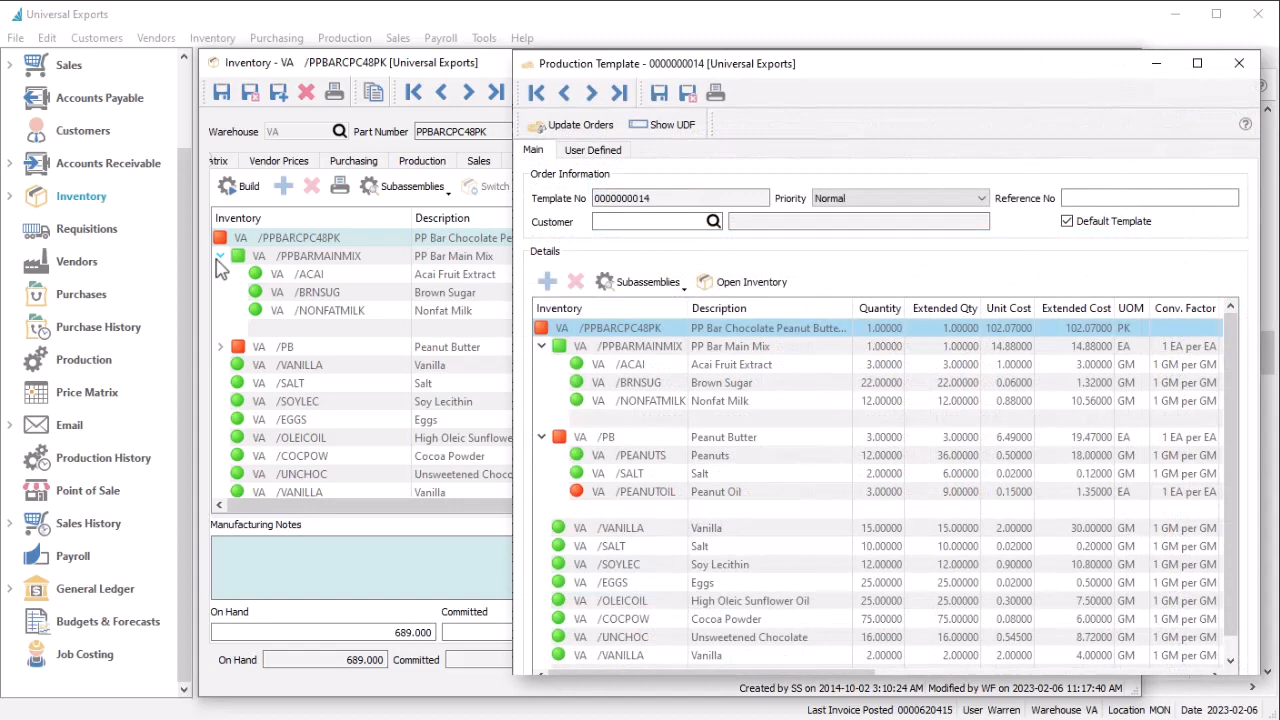 Universal Exports
File Edit Customers Vendors Inventory Purchasing Production Sales Payroll Tools Help
Sales
Accounts Payable
Customers
Accounts Receivable
Inventory
Requisitions
Vendors
Purchases
Purchase History
Production
Price Matrix
Email
Production History
Point of Sale
Sales History
Payroll
General Ledger
Budgets & Forecasts
Job Costing
Inventory - VA /PPBARCPC48PK [Universal Exports]
Warehouse VA Part Number PPBARCPC48PK
trix Vendor Prices Purchasing Production Sales
Build Subassemblies Switch
Inventory Description
VA /PPBARCPC48PK PP Bar Chocolate Pe
VA /PPBARMAINMIX PP Bar Main Mix
VA /ACAI Acai Fruit Extract
VA /BRNSUG Brown Sugar
VA /NONFATMILK Nonfat Milk
VA /PB Peanut Butter
VA /VANILLA Vanilla
VA /SALT Salt
VA /SOYLEC Soy Lecithin
VA /EGGS Eggs
VA /OLEICOIL High Oleic Sunflower
VA /COCPOW Cocoa Powder
VA /UNCHOC Unsweetened Chocc
VA /VANILLA Vanilla
Manufacturing Notes
On Hand Committed
689.000
On Hand 689.000 Committed
Production Template - 0000000014 [Universal Exports]
Update Orders Show UDF
Main User Defined
Order Information
Template No 0000000014 Priority Normal Reference No
Customer Default Template
Details
Subassemblies Open Inventory
Inventory Description Quantity Extended Qty Unit Cost Extended Cost UOM Conv. Factor
VA /PPBARCPC48PK PP Bar Chocolate Peanut Butte... 1.00000 1.00000 102.07000 102.07000 PK
VA /PPBARMAINMIX PP Bar Main Mix 1.00000 1.00000 14.88000 14.88000 EA 1 EA per EA
VA /ACAI Acai Fruit Extract 3.00000 3.00000 1.00000 3.00000 GM 1 GM per GM
VA /BRNSUG Brown Sugar 22.00000 22.00000 0.06000 1.32000 GM 1 GM per GM
VA /NONFATMILK Nonfat Milk 12.00000 12.00000 0.88000 10.56000 GM 1 GM per GM
VA /PB Peanut Butter 3.00000 3.00000 6.49000 19.47000 EA 1 EA per EA
VA /PEANUTS Peanuts 12.00000 36.00000 0.50000 18.00000 GM 1 GM per GM
VA /SALT Salt 2.00000 6.00000 0.02000 0.12000 GM 1 GM per GM
VA /PEANUTOIL Peanut Oil 3.00000 9.00000 0.15000 1.35000 EA 1 EA per EA
VA /VANILLA Vanilla 15.00000 15.00000 2.00000 30.00000 GM 1 GM per GM
VA /SALT Salt 10.00000 10.00000 0.02000 0.20000 GM 1 GM per GM
VA /SOYLEC Soy Lecithin 12.00000 12.00000 0.90000 10.80000 GM 1 GM per GM
VA /EGGS Eggs 25.00000 25.00000 0.02000 0.50000 GM 1 GM per GM
VA /OLEICOIL High Oleic Sunflower Oil 25.00000 25.00000 0.30000 7.50000 GM 1 GM per GM
VA /COCPOW Cocoa Powder 75.00000 75.00000 0.08000 6.00000 GM 1 GM per GM
VA /UNCHOC Unsweetened Chocolate 16.00000 16.00000 0.54500 8.72000 GM 1 GM per GM
VA /VANILLA Vanilla 2.00000 2.00000 2.00000 4.00000 GM 1 GM per GM
Created by SS on 2014-10-02 3:10:24 AM Modified by WF on 2023-02-06 11:17:40 AM
Last Invoice Posted 0000620415 User Warren Warehouse VA Location MON Date 2023-02-06